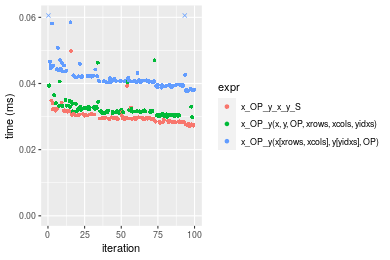 0.06
0.04
0.02
0.00
time (ms)
0
25
50
75
100
iteration
expr
x_OP_y_x_y_S
x_OP_y(x, y, OP, xrows, xcols, yidxs)
x_OP_y(x[xrows, xcols], y[yidxs], OP)